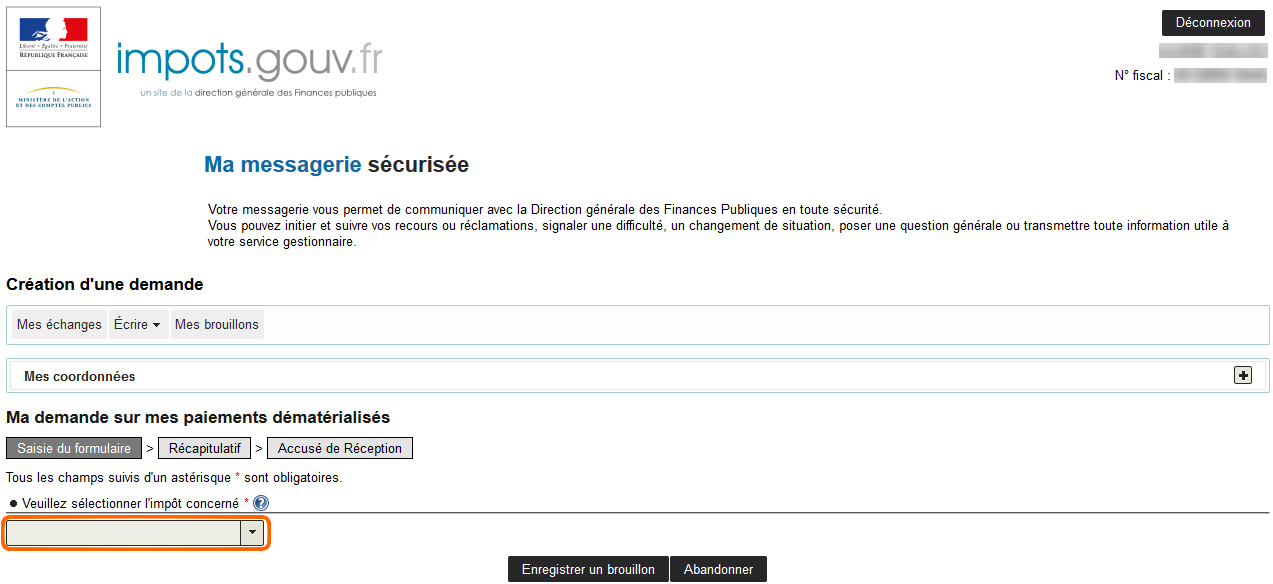 Liberté • Égalité • Fraternité
RÉPUBLIQUE FRANÇAISE
MINISTÈRE DE L'ACTION
ET DES COMPTES PUBLICS
impots.gouv.fr
un site de la direction générale des Finances publiques
Déconnexion
N° fiscal :
Ma messagerie sécurisée
Votre messagerie vous permet de communiquer avec la Direction générale des Finances Publiques en toute sécurité.
Vous pouvez initier et suivre vos recours ou réclamations, signaler une difficulté, un changement de situation, poser une question générale ou transmettre toute information utile à
votre service gestionnaire.
Création d'une demande
Mes échanges Écrire Mes brouillons
Mes coordonnées
Ma demande sur mes paiements dématérialisés
Saisie du formulaire > Récapitulatif > Accusé de Réception
Tous les champs suivis d'un astérisque * sont obligatoires.
• Veuillez sélectionner l'impôt concerné * ?
Enregistrer un brouillon Abandonner